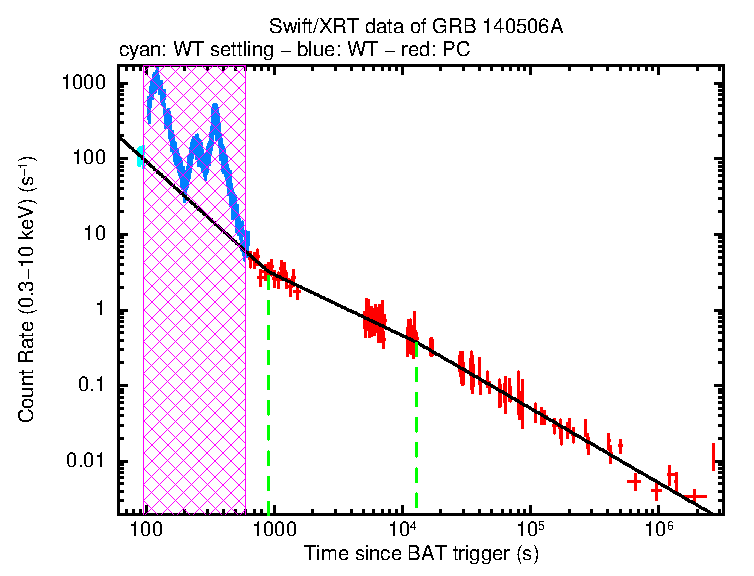 Swift/XRT data of GRB 140506A
cyan: WT settling − blue: WT − red: PC
Count Rate (0.3−10 keV) (s⁻¹)
1000
100
10
1
0.1
0.01
100 1000 10⁴ 10⁵ 10⁶
Time since BAT trigger (s)